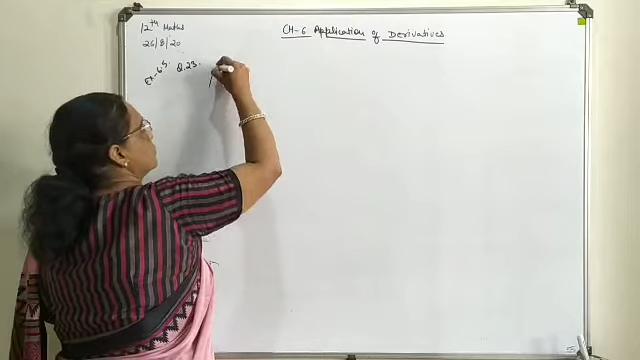 12th Maths
26/8/20
CH-6 Application of Derivatives
Ex-6.5. Q.23.